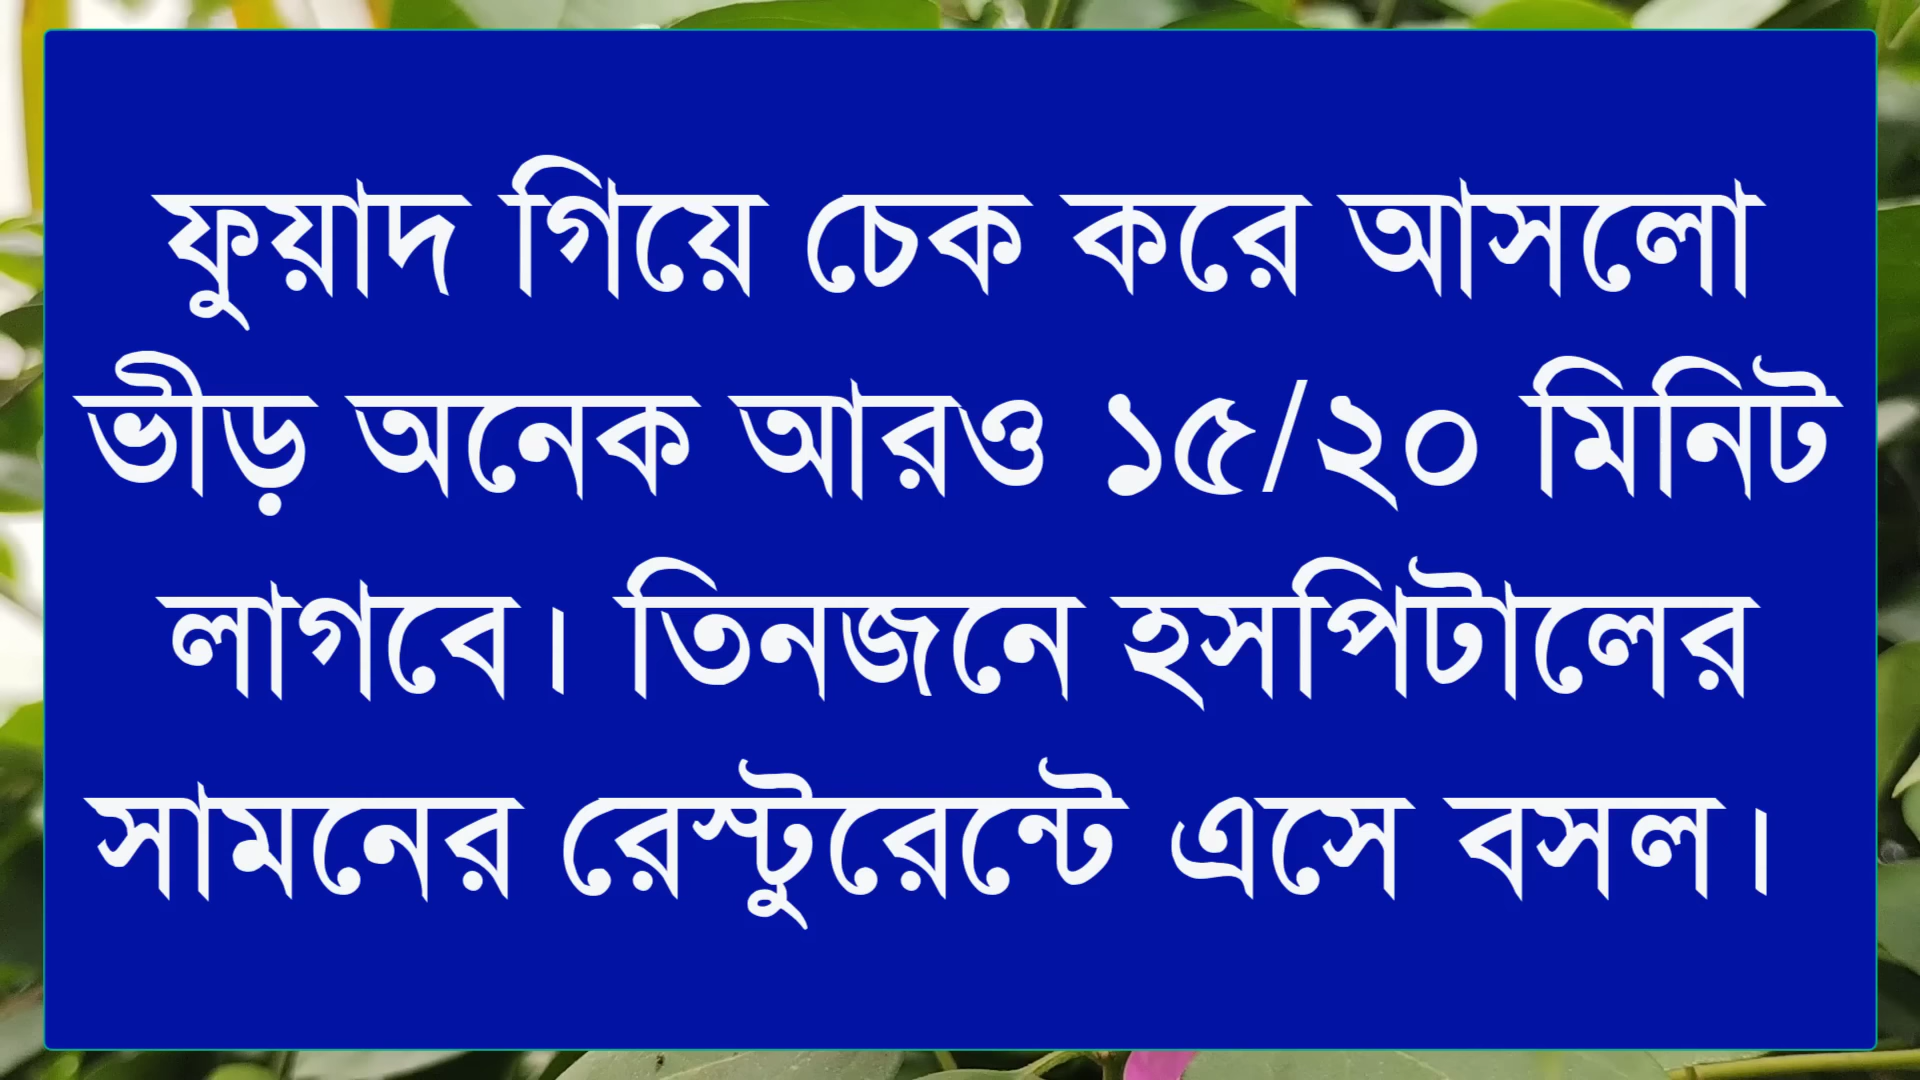 ফুয়াদ গিয়ে চেক করে আসলো
ভীড় অনেক আরও ১৫/২০ মিনিট
লাগবে। তিনজনে হসপিটালের
সামনের রেস্টুরেন্টে এসে বসল।